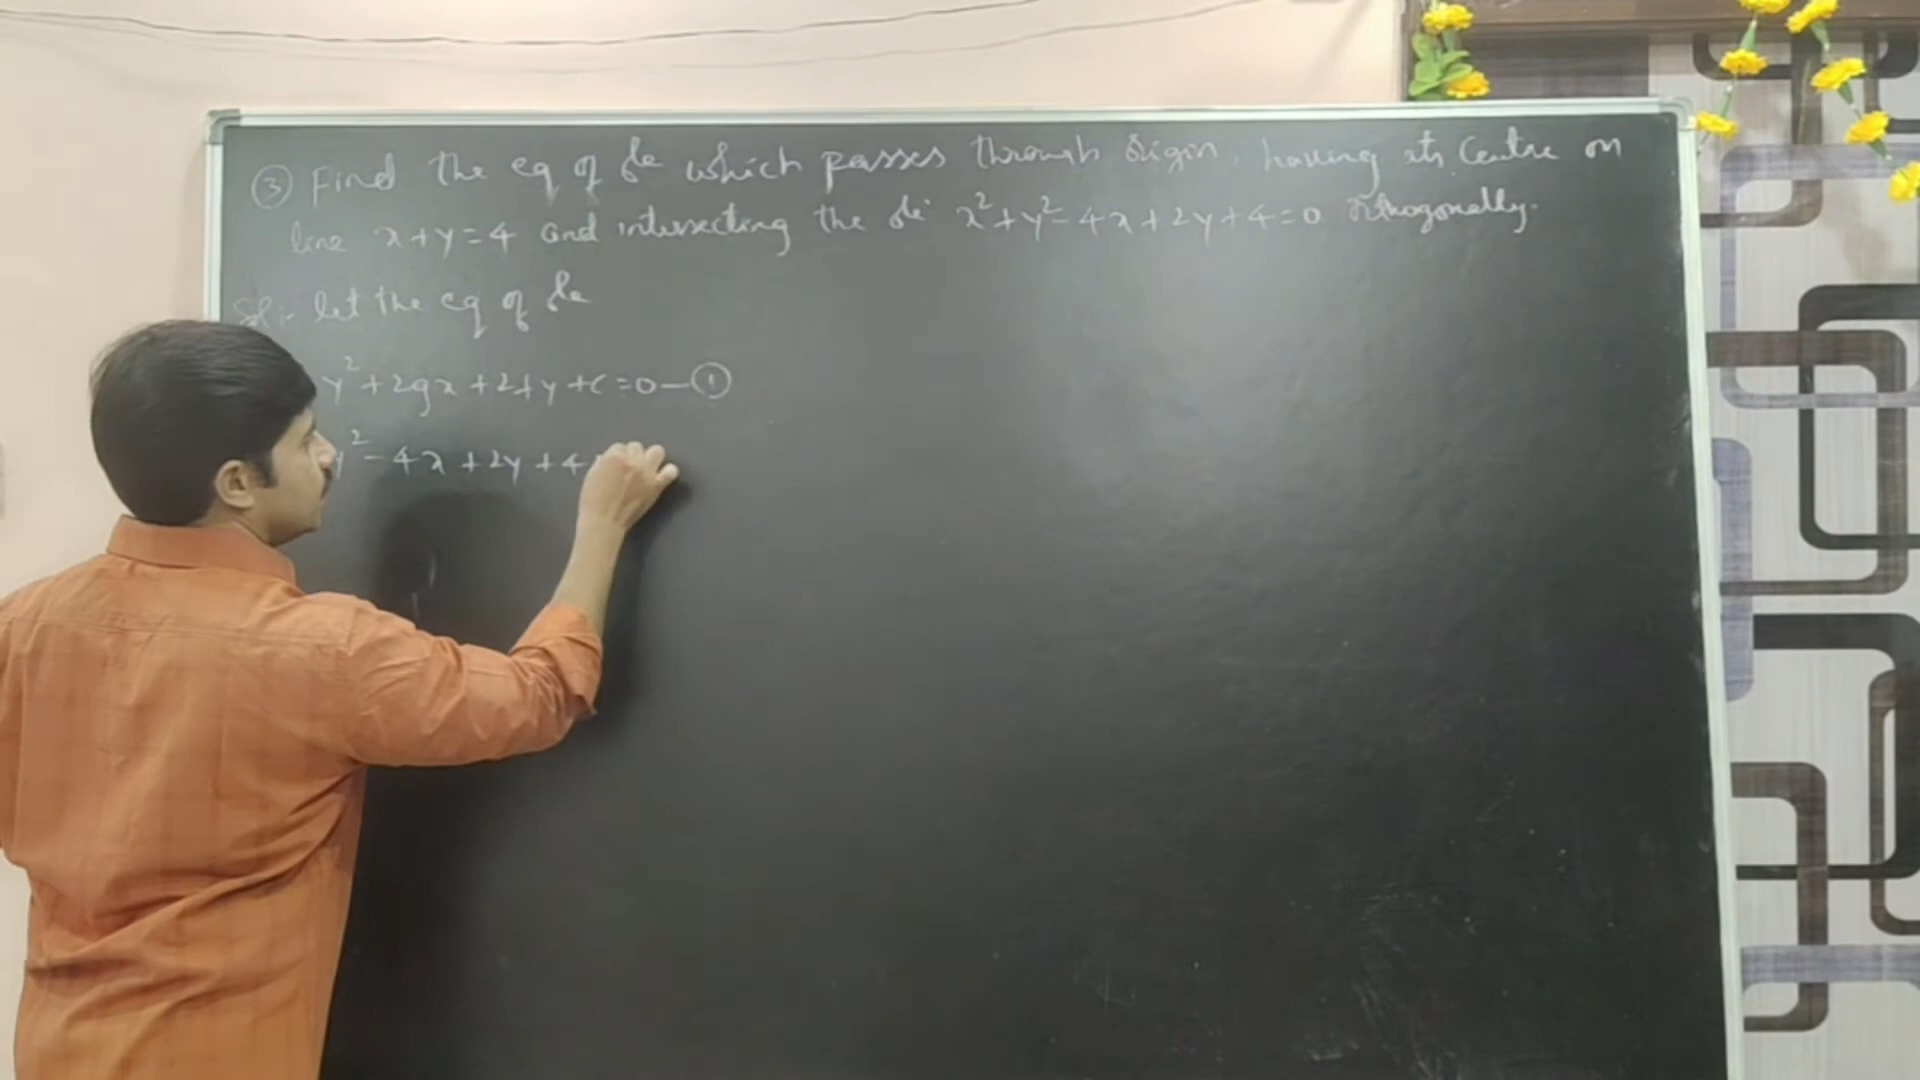 ③ Find the eq of which passes through origin, having its Centre on
line x+y=4 and intersecting the x²+y²-4x+2y+4=0 orthogonally.
Sol:- let the eq of
y²+2gx+2fy+c=0-①
y²-4x+2y+4